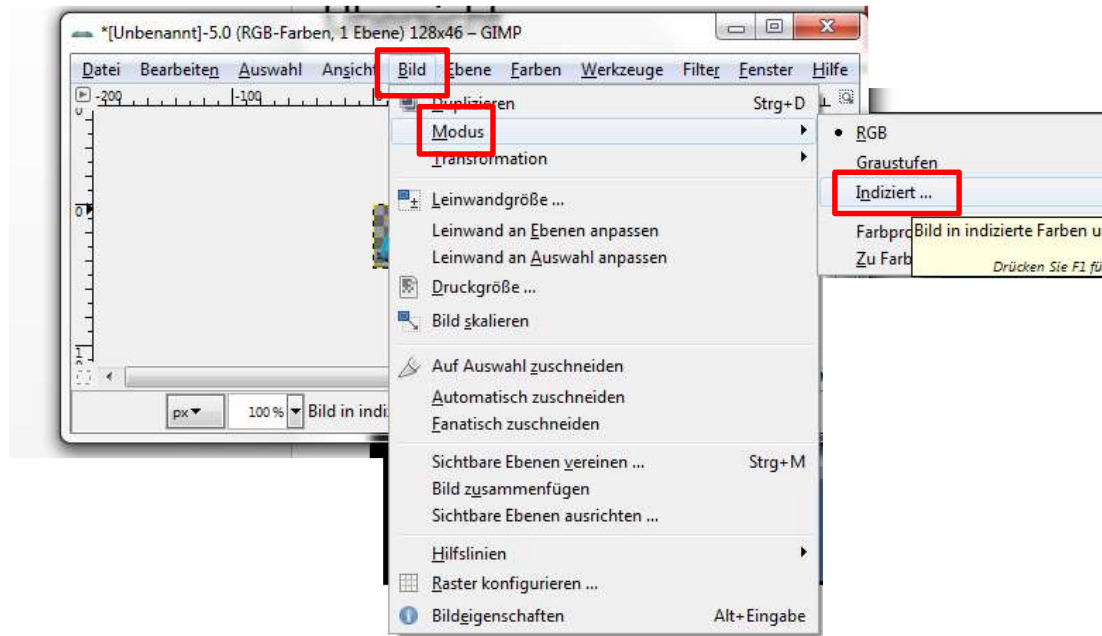 *[Unbenannt]-5.0 (RGB-Farben, 1 Ebene) 128x46 – GIMP
Datei Bearbeiten Auswahl Ansicht Bild Ebene Farben Werkzeuge Filter Fenster Hilfe
-200 -100
0
Duplizieren Strg+D
Modus
Transformation
Leinwandgröße ...
Leinwand an Ebenen anpassen
Leinwand an Auswahl anpassen
Druckgröße ...
Bild skalieren
Auf Auswahl zuschneiden
Automatisch zuschneiden
Fanatisch zuschneiden
Sichtbare Ebenen vereinen ... Strg+M
Bild zusammenfügen
Sichtbare Ebenen ausrichten ...
Hilfslinien
Raster konfigurieren ...
Bildeigenschaften Alt+Eingabe
RGB
Graustufen
Indiziert ...
Farbpro
Zu Farb
Bild in indizierte Farben u
Drücken Sie F1 fü
px 100 % Bild in indi